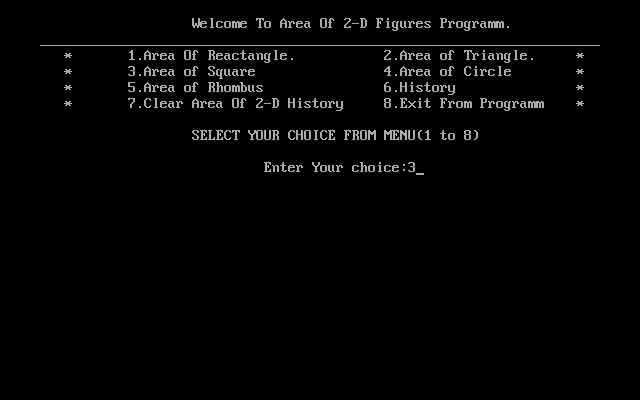 Welcome To Area Of 2-D Figures Programm.
* 1.Area Of Reactangle. 2.Area of Triangle. *
* 3.Area of Square 4.Area of Circle *
* 5.Area of Rhombus 6.History *
* 7.Clear Area Of 2-D History 8.Exit From Programm *
SELECT YOUR CHOICE FROM MENU(1 to 8)
Enter Your choice:3_